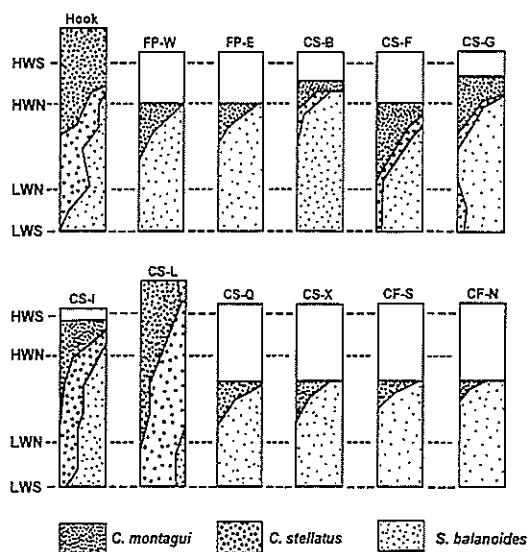 Hook FP-W FP-E CS-B CS-F CS-G
HWS
HWN
LWN
LWS
CS-I CS-L CS-Q CS-X CF-S CF-N
HWS
HWN
LWN
LWS
C. montagui C. stellatus S. balanoides